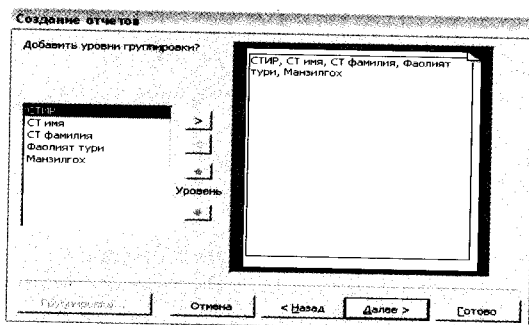 Создание отчетов
Добавить уровни группировки?
СТИР
СТ имя
СТ фамилия
Фаолият тури
Манзилгох
>
Уровень
СТИР, СТ имя, СТ фамилия, Фаолият
тури, Манзилгох
Группировка...
Отмена
< Назад
Далее >
Готово